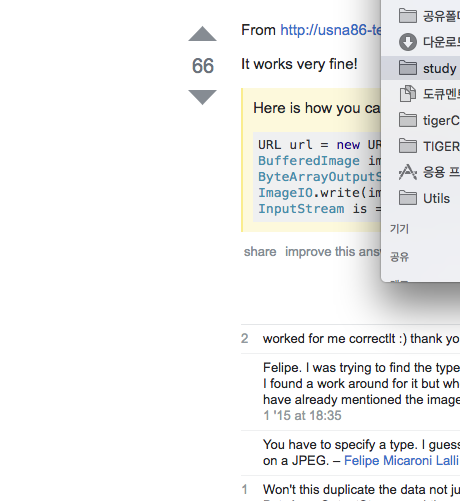 From http://usna86-te
66
It works very fine!
Here is how you ca
URL url = new UR
BufferedImage im
ByteArrayOutputS
ImageIO.write(im
InputStream is =
share improve this ans
공유폴더
다운로드
study
도큐멘트
tigerC
TIGER
응용 프
Utils
기기
공유
2 worked for me correctlt :) thank yo
Felipe. I was trying to find the type
I found a work around for it but wh
have already mentioned the image
1 '15 at 18:35
You have to specify a type. I guess
on a JPEG. – Felipe Micaroni Lalli
1 Won't this duplicate the data not ju